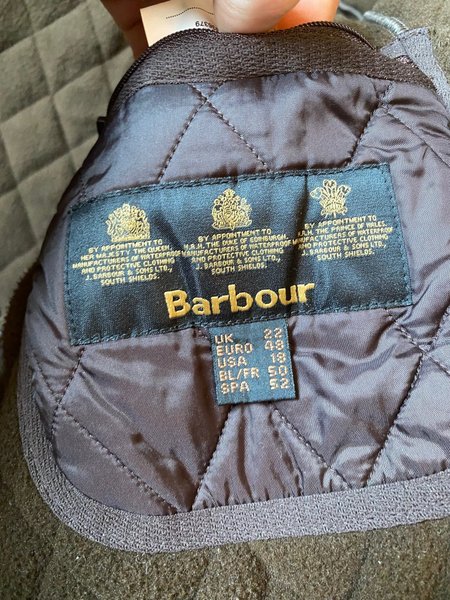 8379
BY APPOINTMENT TO
HER MAJESTY THE QUEEN
MANUFACTURERS OF WATERPROOF
AND PROTECTIVE CLOTHING
J. BARBOUR & SONS LTD.
SOUTH SHIELDS
BY APPOINTMENT TO
H.R.H. THE DUKE OF EDINBURGH
MANUFACTURERS OF WATERPROOF
AND PROTECTIVE CLOTHING
J. BARBOUR & SONS LTD.
SOUTH SHIELDS
BY APPOINTMENT TO
H.R.H. THE PRINCE OF WALES
MANUFACTURERS OF WATERPROOF
AND PROTECTIVE CLOTHING
J. BARBOUR & SONS LTD.
SOUTH SHIELDS
Barbour
UK 22
EURO 48
USA 18
BL/FR 50
SPA 52